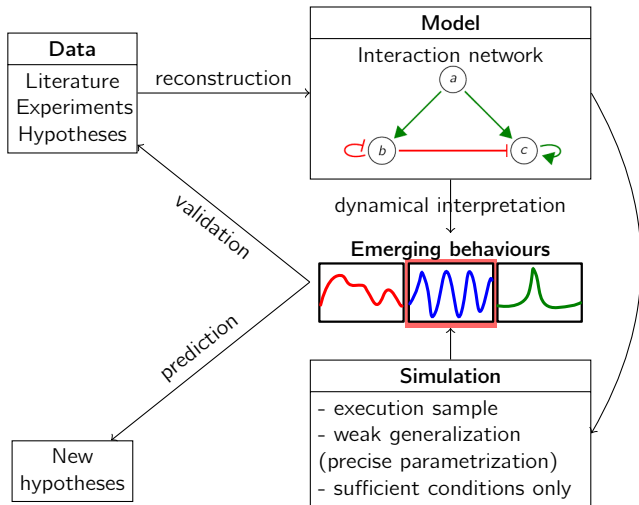 Data
Literature
Experiments
Hypotheses
reconstruction
Model
Interaction network
a
b
c
dynamical interpretation
validation
Emerging behaviours
prediction
Simulation
- execution sample
- weak generalization
(precise parametrization)
- sufficient conditions only
New
hypotheses